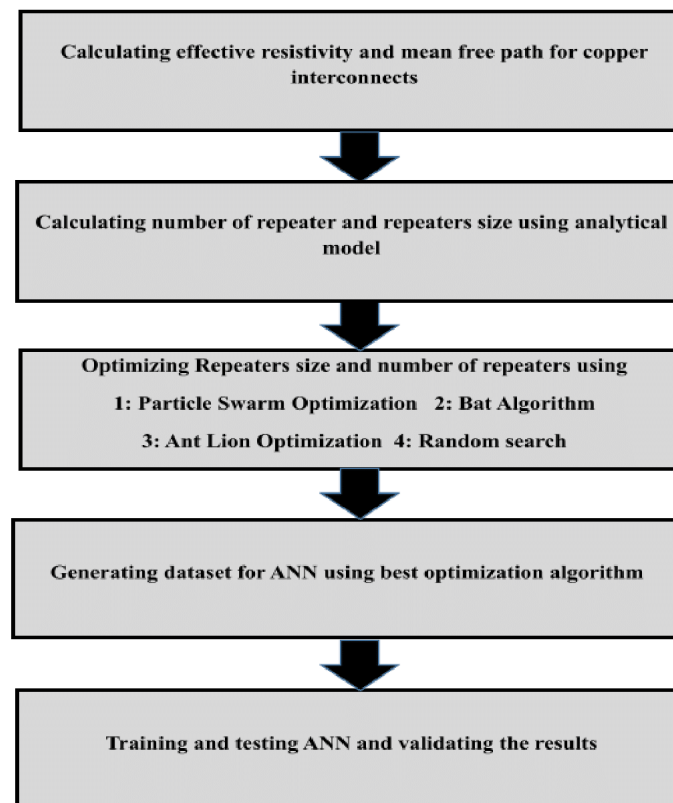 Calculating effective resistivity and mean free path for copper
interconnects
Calculating number of repeater and repeaters size using analytical
model
Optimizing Repeaters size and number of repeaters using
1: Particle Swarm Optimization 2: Bat Algorithm
3: Ant Lion Optimization 4: Random search
Generating dataset for ANN using best optimization algorithm
Training and testing ANN and validating the results